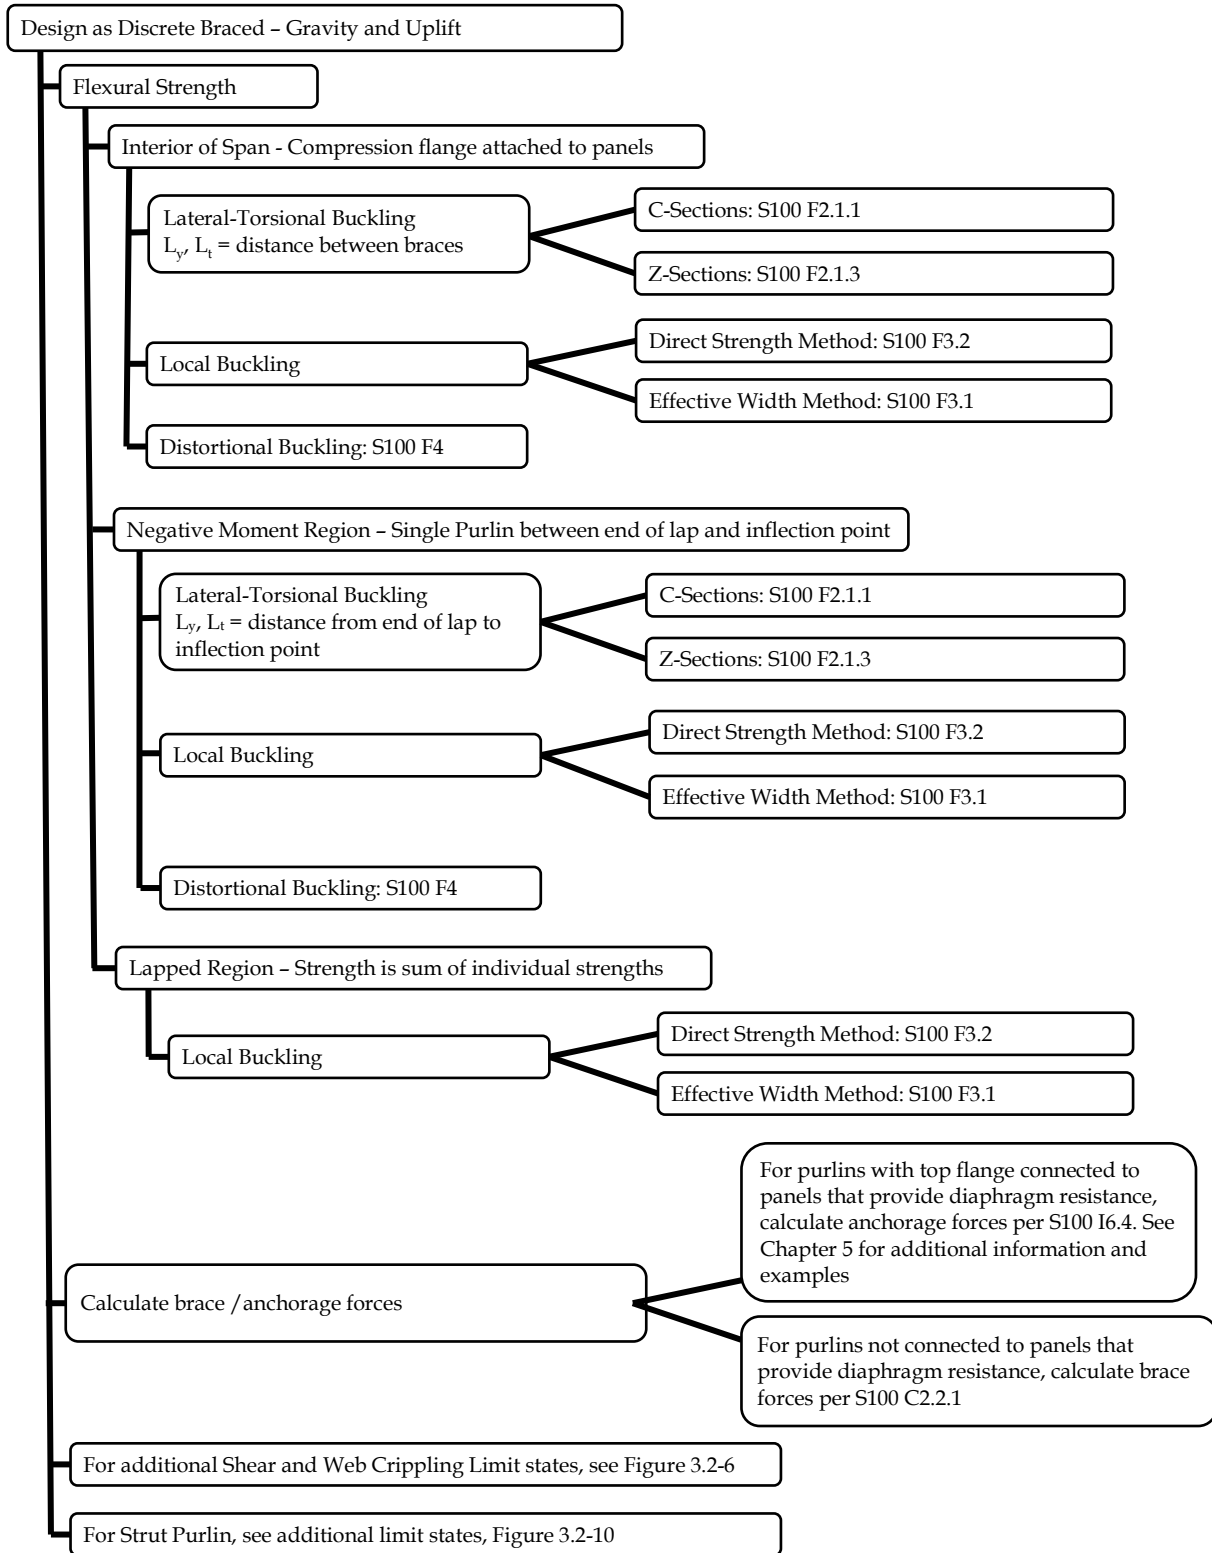 Design as Discrete Braced – Gravity and Uplift
Flexural Strength
Interior of Span - Compression flange attached to panels
Lateral-Torsional Buckling
Ly, Lt = distance between braces
C-Sections: S100 F2.1.1
Z-Sections: S100 F2.1.3
Local Buckling
Direct Strength Method: S100 F3.2
Effective Width Method: S100 F3.1
Distortional Buckling: S100 F4
Negative Moment Region – Single Purlin between end of lap and inflection point
Lateral-Torsional Buckling
Ly, Lt = distance from end of lap to
inflection point
C-Sections: S100 F2.1.1
Z-Sections: S100 F2.1.3
Local Buckling
Direct Strength Method: S100 F3.2
Effective Width Method: S100 F3.1
Distortional Buckling: S100 F4
Lapped Region – Strength is sum of individual strengths
Local Buckling
Direct Strength Method: S100 F3.2
Effective Width Method: S100 F3.1
Calculate brace /anchorage forces
For purlins with top flange connected to
panels that provide diaphragm resistance,
calculate anchorage forces per S100 I6.4. See
Chapter 5 for additional information and
examples
For purlins not connected to panels that
provide diaphragm resistance, calculate brace
forces per S100 C2.2.1
For additional Shear and Web Crippling Limit states, see Figure 3.2-6
For Strut Purlin, see additional limit states, Figure 3.2-10